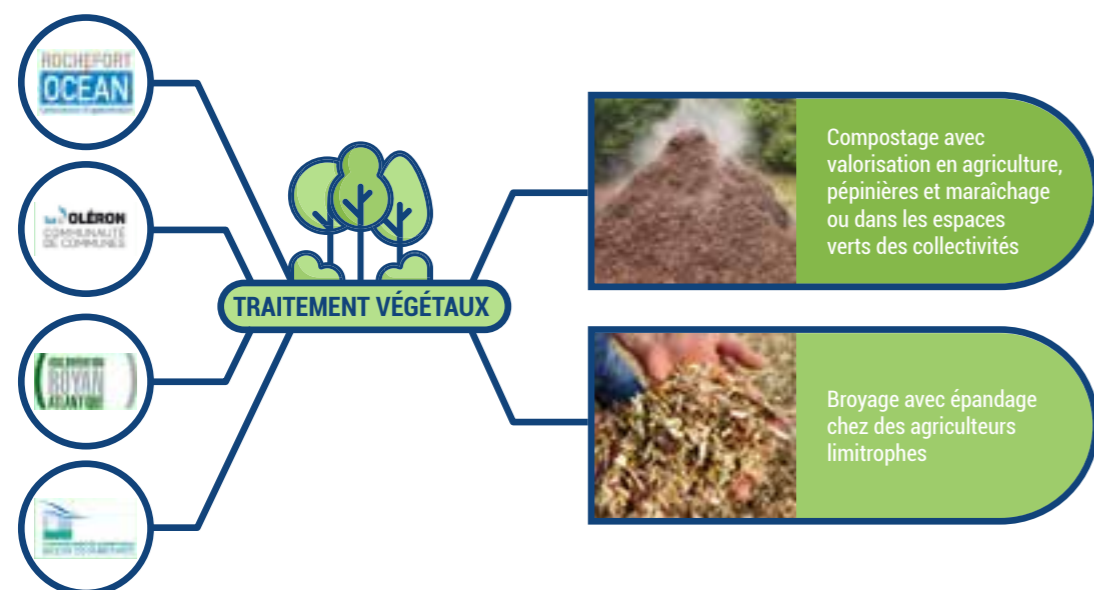 ROCHEFORT
OCEAN
OLÉRON
COMMUNAUTÉ
DE COMMUNES
ROYAN
ATLANTIQUE
TRAITEMENT VÉGÉTAUX
Compostage avec
valorisation en agriculture,
pépinières et maraîchage
ou dans les espaces
verts des collectivités
Broyage avec épandage
chez des agriculteurs
limitrophes